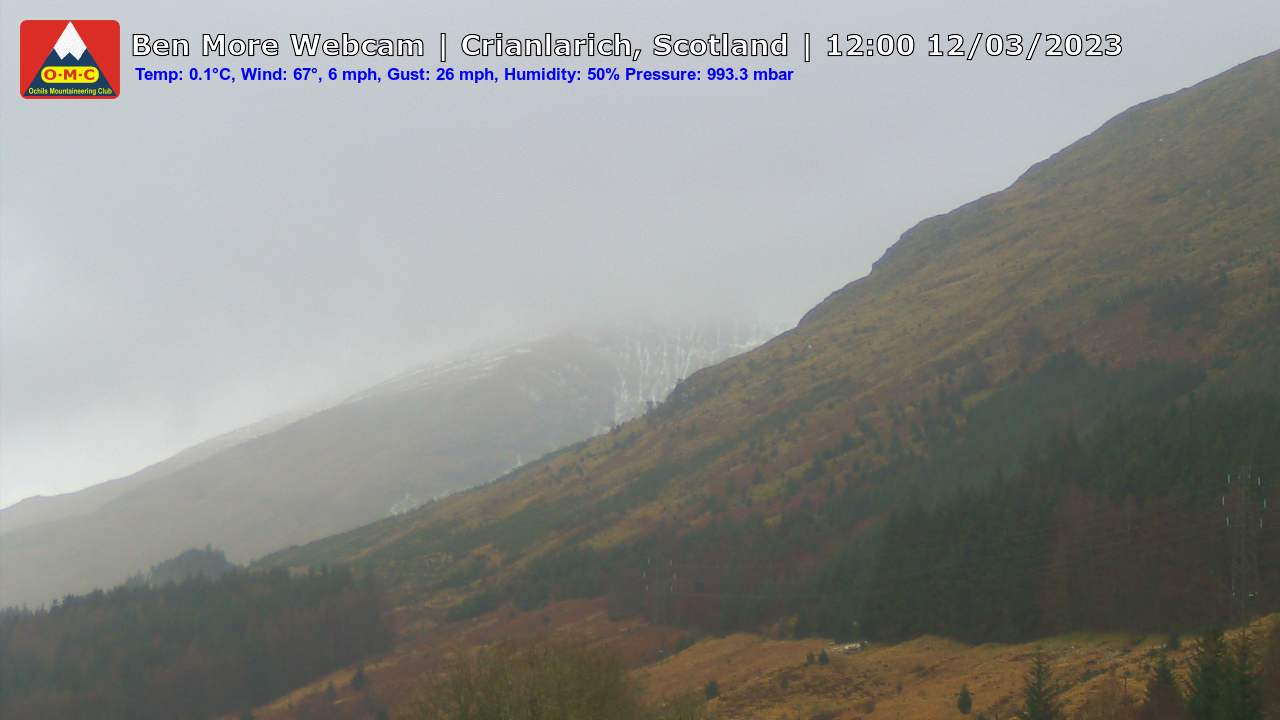 Ben More Webcam | Crianlarich, Scotland | 12:00 12/03/2023
Temp: 0.1°C, Wind: 67°, 6 mph, Gust: 26 mph, Humidity: 50% Pressure: 993.3 mbar
O-M-C
Ochils Mountaineering Club